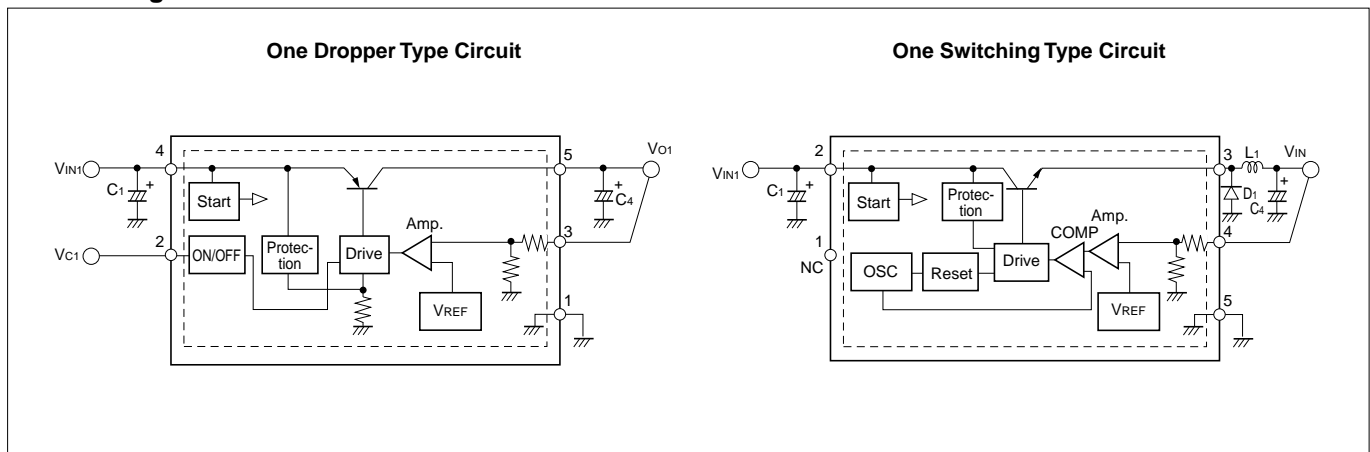 One Dropper Type Circuit
VIN1
C1
+
VC1
4
2
Start
ON/OFF
Protec-
tion
Drive
Amp.
VREF
5
3
1
+
C4
VO1
One Switching Type Circuit
VIN1
C1
+
2
1
NC
Start
Protec-
tion
OSC
Reset
Drive
COMP
Amp.
VREF
3
4
5
L1
D1
C4
+
VIN